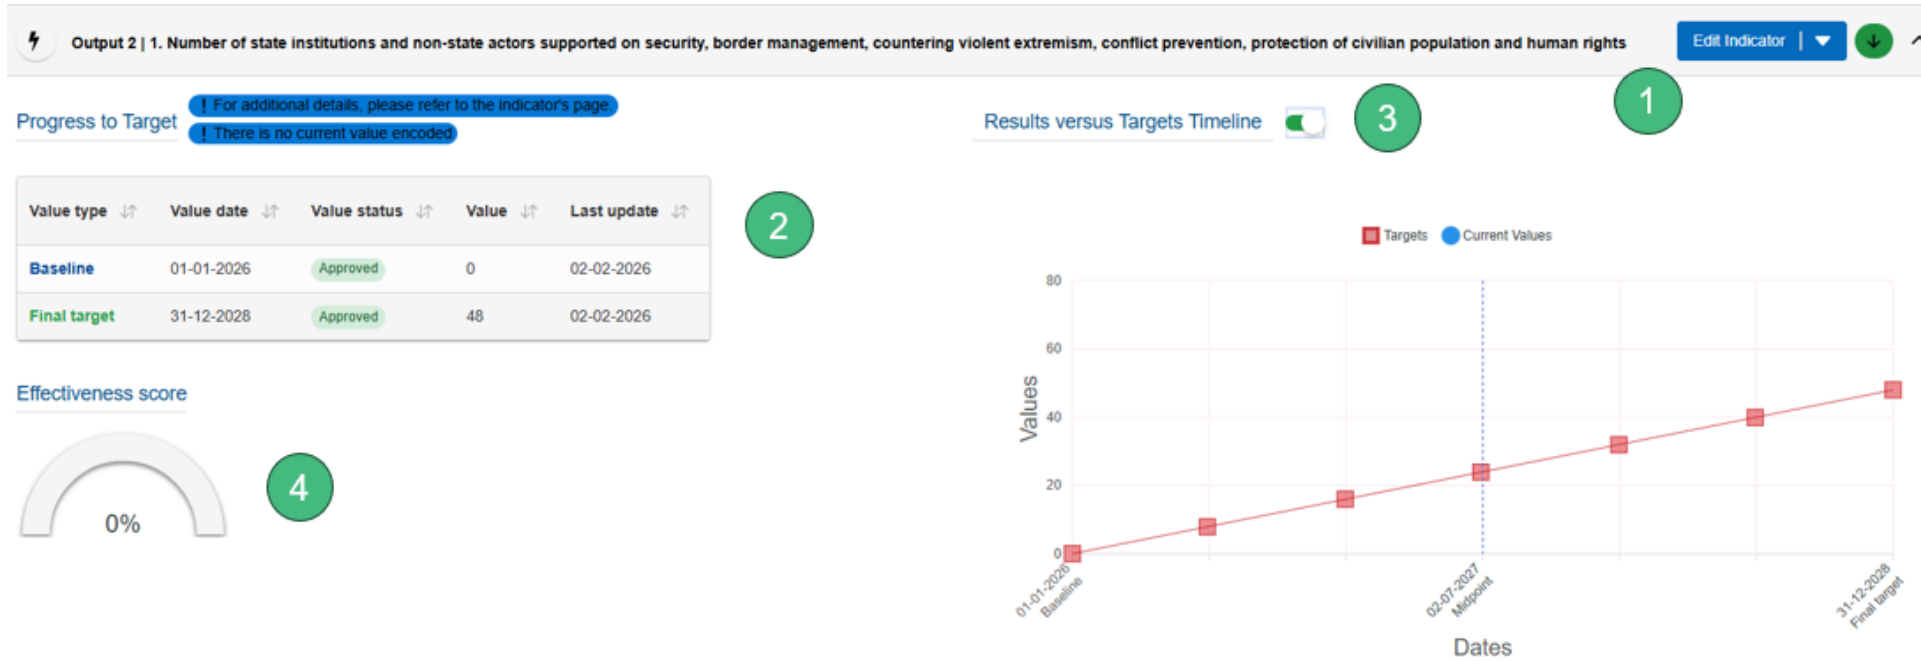 Output 2 | 1. Number of state institutions and non-state actors supported on security, border management, countering violent extremism, conflict prevention, protection of civilian population and human rights
Edit Indicator
1
Progress to Target
! For additional details, please refer to the indicator's page.
! There is no current value encoded
Results versus Targets Timeline
3
Value type Value date Value status Value Last update
Baseline 01-01-2026 Approved 0 02-02-2026
Final target 31-12-2028 Approved 48 02-02-2026
2
Effectiveness score
0%
4
Targets Current Values
80
60
40
20
0
Values
01-01-2026
Baseline
02-07-2027
Midpoint
31-12-2028
Final target
Dates